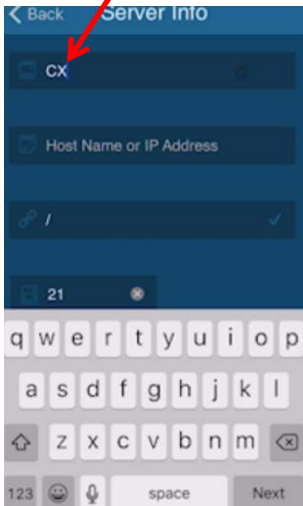 Back Server Info
CX
Host Name or IP Address
/
21
q w e r t y u i o p
a s d f g h j k l
z x c v b n m
123 space Next